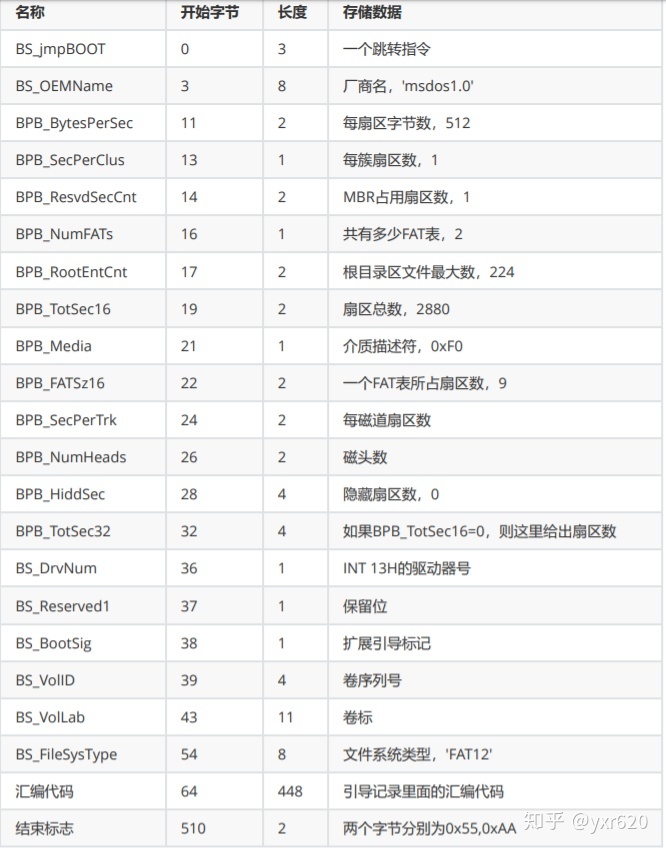 名称 开始字节 长度 存储数据
BS_jmpBOOT 0 3 一个跳转指令
BS_OEMName 3 8 厂商名，'msdos1.0'
BPB_BytesPerSec 11 2 每扇区字节数，512
BPB_SecPerClus 13 1 每簇扇区数，1
BPB_ResvdSecCnt 14 2 MBR占用扇区数，1
BPB_NumFATs 16 1 共有多少FAT表，2
BPB_RootEntCnt 17 2 根目录区文件最大数，224
BPB_TotSec16 19 2 扇区总数，2880
BPB_Media 21 1 介质描述符，0xF0
BPB_FATSz16 22 2 一个FAT表所占扇区数，9
BPB_SecPerTrk 24 2 每磁道扇区数
BPB_NumHeads 26 2 磁头数
BPB_HiddSec 28 4 隐藏扇区数，0
BPB_TotSec32 32 4 如果BPB_TotSec16=0，则这里给出扇区数
BS_DrvNum 36 1 INT 13H的驱动器号
BS_Reserved1 37 1 保留位
BS_BootSig 38 1 扩展引导标记
BS_VolID 39 4 卷序列号
BS_VolLab 43 11 卷标
BS_FileSysType 54 8 文件系统类型，'FAT12'
汇编代码 64 448 引导记录里面的汇编代码
结束标志 510 2 两个字节分别为0x55,0xAA
知乎 @yxr620